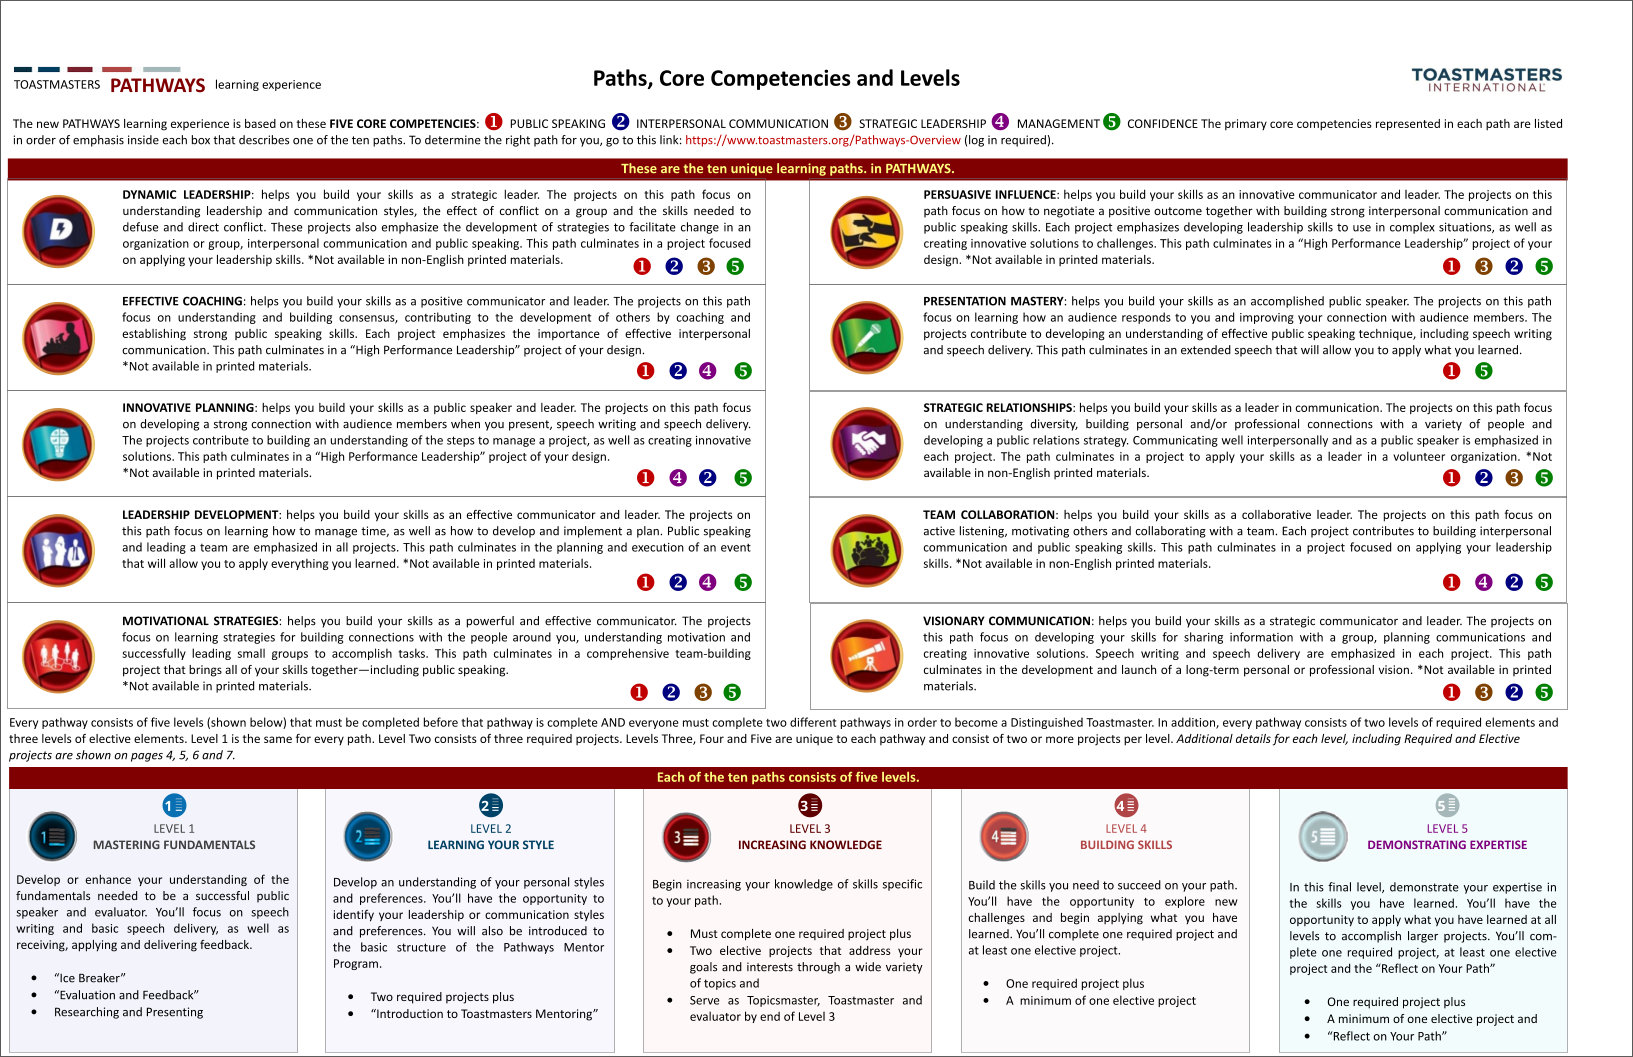 TOASTMASTERS PATHWAYS learning experience
Paths, Core Competencies and Levels
TOASTMASTERS
INTERNATIONAL
The new PATHWAYS learning experience is based on these FIVE CORE COMPETENCIES: 1 PUBLIC SPEAKING 2 INTERPERSONAL COMMUNICATION 3 STRATEGIC LEADERSHIP 4 MANAGEMENT 5 CONFIDENCE The primary core competencies represented in each path are listed
in order of emphasis inside each box that describes one of the ten paths. To determine the right path for you, go to this link: https://www.toastmasters.org/Pathways-Overview (log in required).
These are the ten unique learning paths. in PATHWAYS.
D
DYNAMIC LEADERSHIP: helps you build your skills as a strategic leader. The projects on this path focus on
understanding leadership and communication styles, the effect of conflict on a group and the skills needed to
defuse and direct conflict. These projects also emphasize the development of strategies to facilitate change in an
organization or group, interpersonal communication and public speaking. This path culminates in a project focused
on applying your leadership skills. *Not available in non-English printed materials.
1 2 3 5
EFFECTIVE COACHING: helps you build your skills as a positive communicator and leader. The projects on this path
focus on understanding and building consensus, contributing to the development of others by coaching and
establishing strong public speaking skills. Each project emphasizes the importance of effective interpersonal
communication. This path culminates in a “High Performance Leadership” project of your design.
*Not available in printed materials.
1 2 4 5
INNOVATIVE PLANNING: helps you build your skills as a public speaker and leader. The projects on this path focus
on developing a strong connection with audience members when you present, speech writing and speech delivery.
The projects contribute to building an understanding of the steps to manage a project, as well as creating innovative
solutions. This path culminates in a “High Performance Leadership” project of your design.
*Not available in printed materials.
1 4 2 5
LEADERSHIP DEVELOPMENT: helps you build your skills as an effective communicator and leader. The projects on
this path focus on learning how to manage time, as well as how to develop and implement a plan. Public speaking
and leading a team are emphasized in all projects. This path culminates in the planning and execution of an event
that will allow you to apply everything you learned. *Not available in printed materials.
1 2 4 5
MOTIVATIONAL STRATEGIES: helps you build your skills as a powerful and effective communicator. The projects
focus on learning strategies for building connections with the people around you, understanding motivation and
successfully leading small groups to accomplish tasks. This path culminates in a comprehensive team-building
project that brings all of your skills together—including public speaking.
*Not available in printed materials.
1 2 3 5
PERSUASIVE INFLUENCE: helps you build your skills as an innovative communicator and leader. The projects on this
path focus on how to negotiate a positive outcome together with building strong interpersonal communication and
public speaking skills. Each project emphasizes developing leadership skills to use in complex situations, as well as
creating innovative solutions to challenges. This path culminates in a “High Performance Leadership” project of your
design. *Not available in printed materials.
1 3 2 5
PRESENTATION MASTERY: helps you build your skills as an accomplished public speaker. The projects on this path
focus on learning how an audience responds to you and improving your connection with audience members. The
projects contribute to developing an understanding of effective public speaking technique, including speech writing
and speech delivery. This path culminates in an extended speech that will allow you to apply what you learned.
1 5
STRATEGIC RELATIONSHIPS: helps you build your skills as a leader in communication. The projects on this path focus
on understanding diversity, building personal and/or professional connections with a variety of people and
developing a public relations strategy. Communicating well interpersonally and as a public speaker is emphasized in
each project. The path culminates in a project to apply your skills as a leader in a volunteer organization. *Not
available in non-English printed materials.
1 2 3 5
TEAM COLLABORATION: helps you build your skills as a collaborative leader. The projects on this path focus on
active listening, motivating others and collaborating with a team. Each project contributes to building interpersonal
communication and public speaking skills. This path culminates in a project focused on applying your leadership
skills. *Not available in non-English printed materials.
1 4 2 5
VISIONARY COMMUNICATION: helps you build your skills as a strategic communicator and leader. The projects on
this path focus on developing your skills for sharing information with a group, planning communications and
creating innovative solutions. Speech writing and speech delivery are emphasized in each project. This path
culminates in the development and launch of a long-term personal or professional vision. *Not available in printed
materials.
1 3 2 5
Every pathway consists of five levels (shown below) that must be completed before that pathway is complete AND everyone must complete two different pathways in order to become a Distinguished Toastmaster. In addition, every pathway consists of two levels of required elements and
three levels of elective elements. Level 1 is the same for every path. Level Two consists of three required projects. Levels Three, Four and Five are unique to each pathway and consist of two or more projects per level. Additional details for each level, including Required and Elective
projects are shown on pages 4, 5, 6 and 7.
Each of the ten paths consists of five levels.
1
1
LEVEL 1
MASTERING FUNDAMENTALS
Develop or enhance your understanding of the
fundamentals needed to be a successful public
speaker and evaluator. You’ll focus on speech
writing and basic speech delivery, as well as
receiving, applying and delivering feedback.
• “Ice Breaker”
• “Evaluation and Feedback”
• Researching and Presenting
2
2
LEVEL 2
LEARNING YOUR STYLE
Develop an understanding of your personal styles
and preferences. You’ll have the opportunity to
identify your leadership or communication styles
and preferences. You will also be introduced to
the basic structure of the Pathways Mentor
Program.
• Two required projects plus
• “Introduction to Toastmasters Mentoring”
3
3
LEVEL 3
INCREASING KNOWLEDGE
Begin increasing your knowledge of skills specific
to your path.
• Must complete one required project plus
• Two elective projects that address your
goals and interests through a wide variety
of topics and
• Serve as Topicsmaster, Toastmaster and
evaluator by end of Level 3
4
4
LEVEL 4
BUILDING SKILLS
Build the skills you need to succeed on your path.
You’ll have the opportunity to explore new
challenges and begin applying what you have
learned. You’ll complete one required project and
at least one elective project.
• One required project plus
• A minimum of one elective project
5
5
LEVEL 5
DEMONSTRATING EXPERTISE
In this final level, demonstrate your expertise in
the skills you have learned. You’ll have the
opportunity to apply what you have learned at all
levels to accomplish larger projects. You’ll com-
plete one required project, at least one elective
project and the “Reflect on Your Path”
• One required project plus
• A minimum of one elective project and
• “Reflect on Your Path”